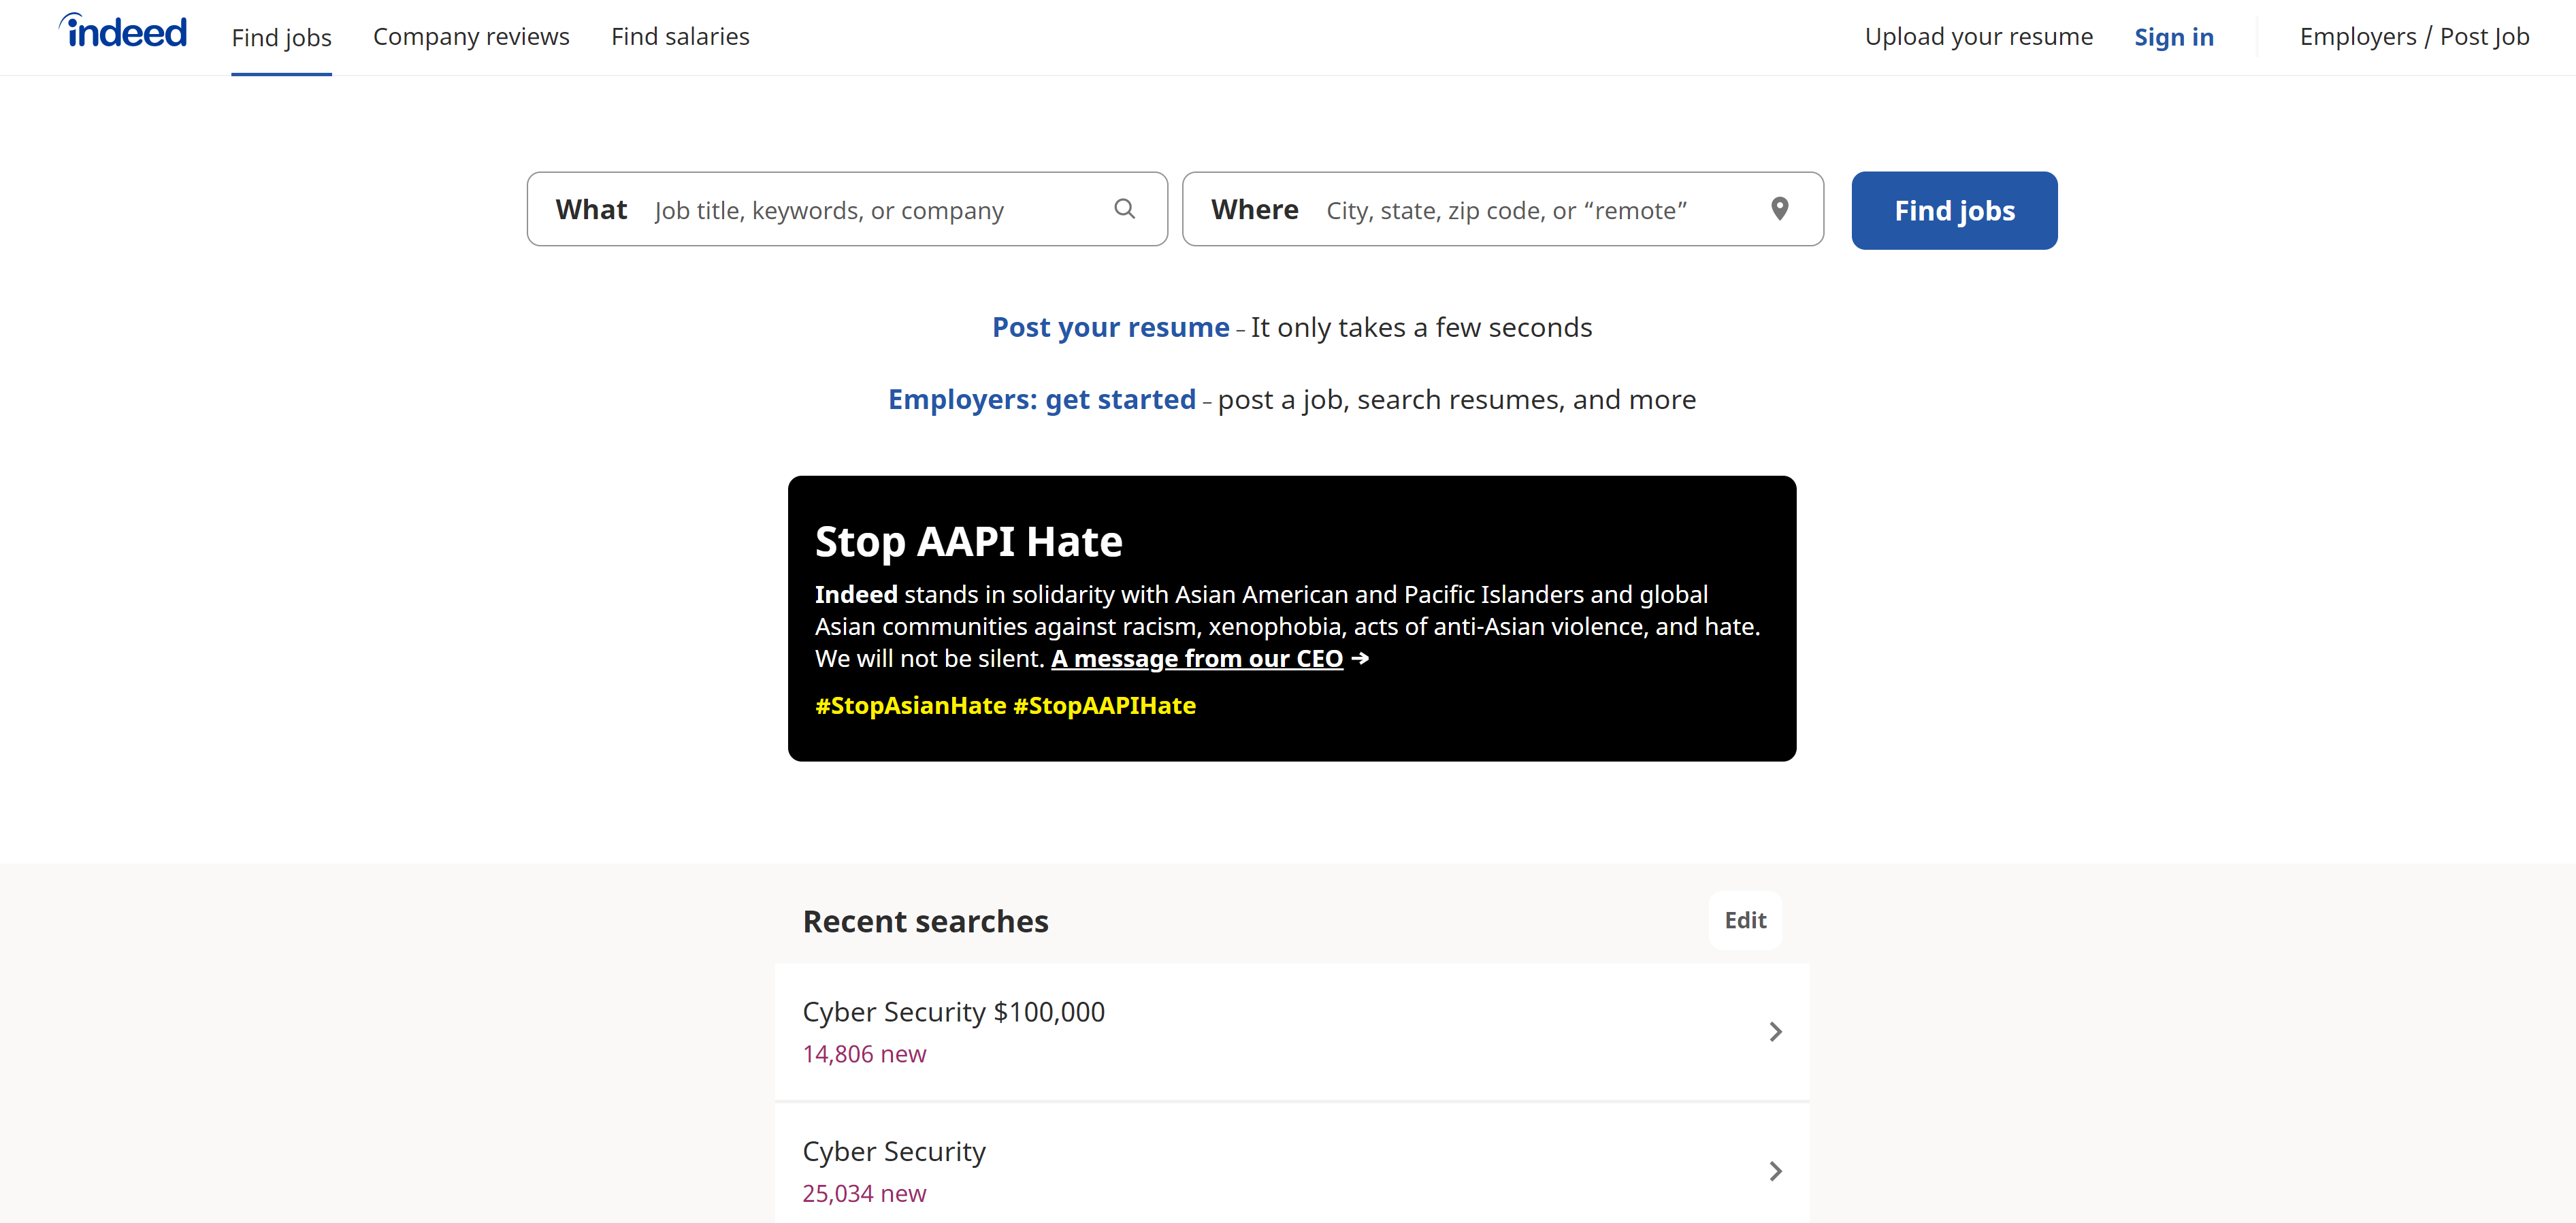 indeed
Find jobs
Company reviews
Find salaries
Upload your resume
Sign in
Employers / Post Job
What Job title, keywords, or company
Where City, state, zip code, or “remote”
Find jobs
Post your resume – It only takes a few seconds
Employers: get started – post a job, search resumes, and more
Stop AAPI Hate
Indeed stands in solidarity with Asian American and Pacific Islanders and global
Asian communities against racism, xenophobia, acts of anti-Asian violence, and hate.
We will not be silent. A message from our CEO →
#StopAsianHate #StopAAPIHate
Recent searches
Edit
Cyber Security $100,000
14,806 new
Cyber Security
25,034 new